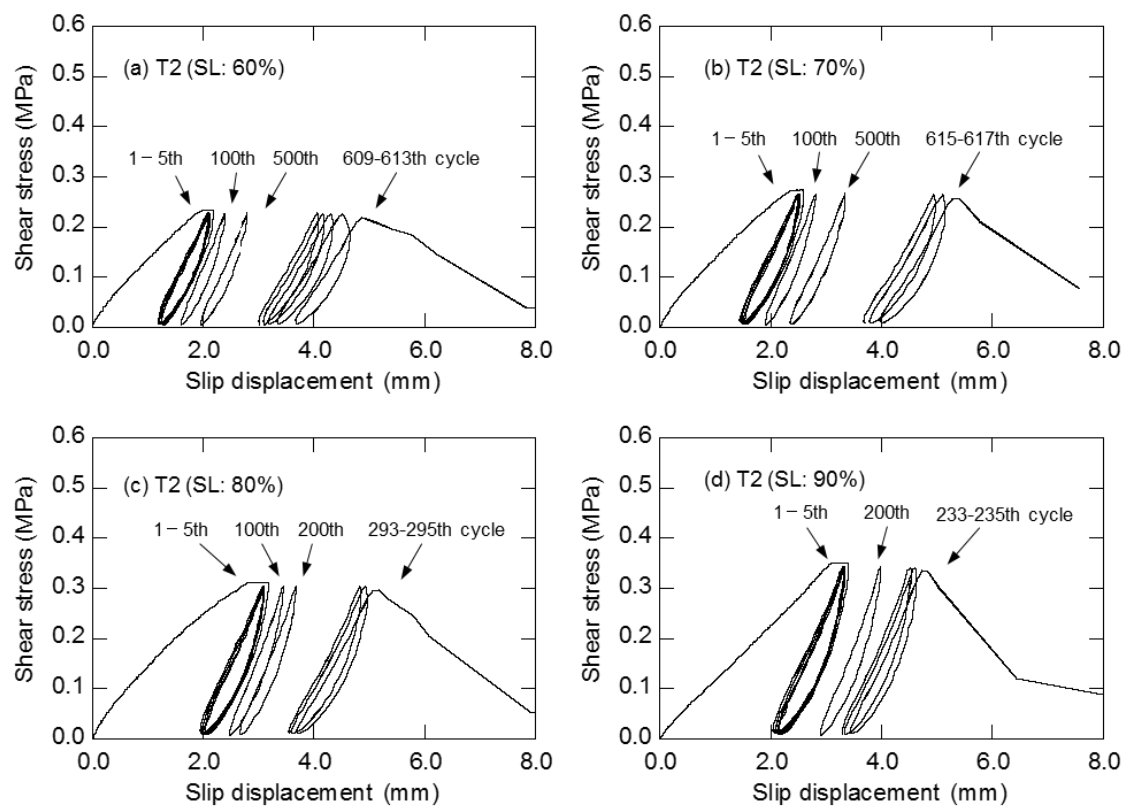 0.6
0.5
0.4
0.3
0.2
0.1
0.0
Shear stress (MPa)
(a) T2 (SL: 60%)
1–5th 100th 500th 609-613th cycle
0.0 2.0 4.0 6.0 8.0
Slip displacement (mm)
0.6
0.5
0.4
0.3
0.2
0.1
0.0
Shear stress (MPa)
(b) T2 (SL: 70%)
1–5th 100th 500th 615-617th cycle
0.0 2.0 4.0 6.0 8.0
Slip displacement (mm)
0.6
0.5
0.4
0.3
0.2
0.1
0.0
Shear stress (MPa)
(c) T2 (SL: 80%)
1–5th 100th 200th 293-295th cycle
0.0 2.0 4.0 6.0 8.0
Slip displacement (mm)
0.6
0.5
0.4
0.3
0.2
0.1
0.0
Shear stress (MPa)
(d) T2 (SL: 90%)
1–5th 200th 233-235th cycle
0.0 2.0 4.0 6.0 8.0
Slip displacement (mm)